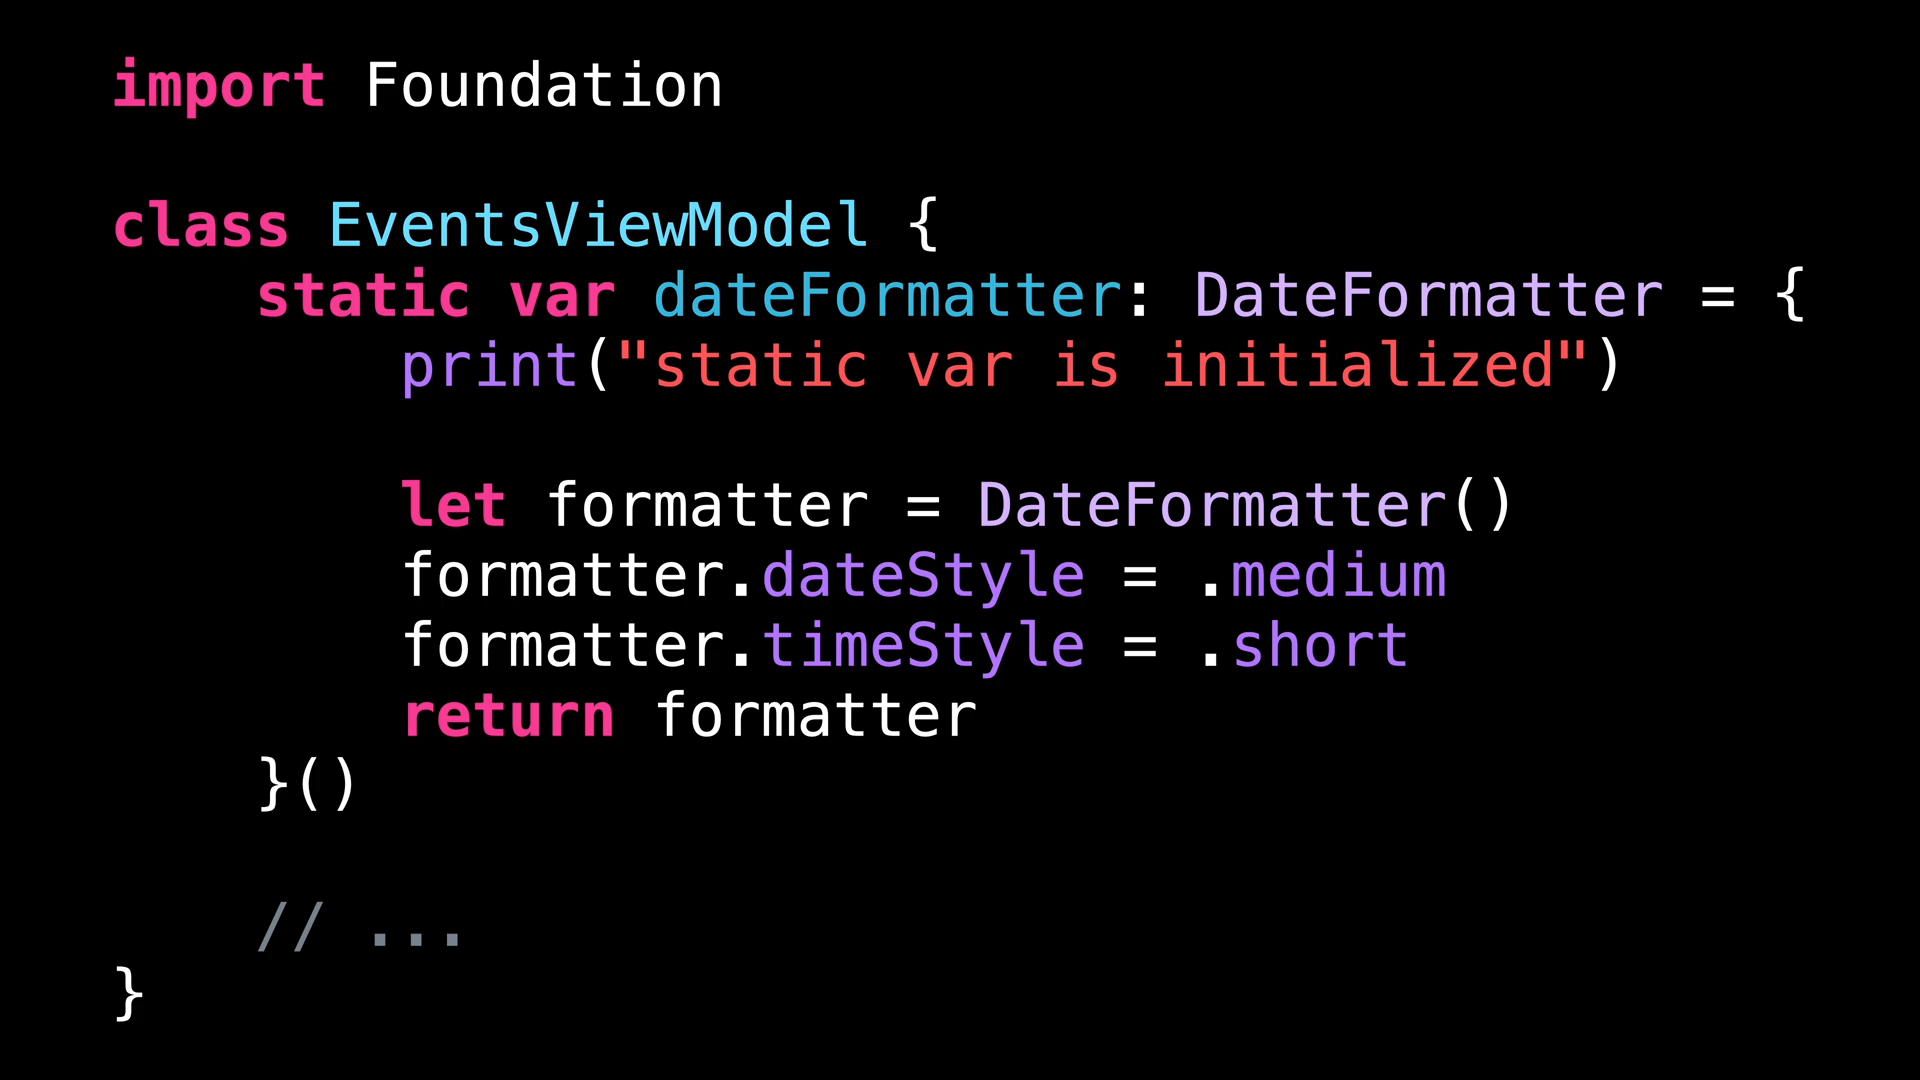 import Foundation

class EventsViewModel {
    static var dateFormatter: DateFormatter = {
        print("static var is initialized")

        let formatter = DateFormatter()
        formatter.dateStyle = .medium
        formatter.timeStyle = .short
        return formatter
    }()

    // ...
}